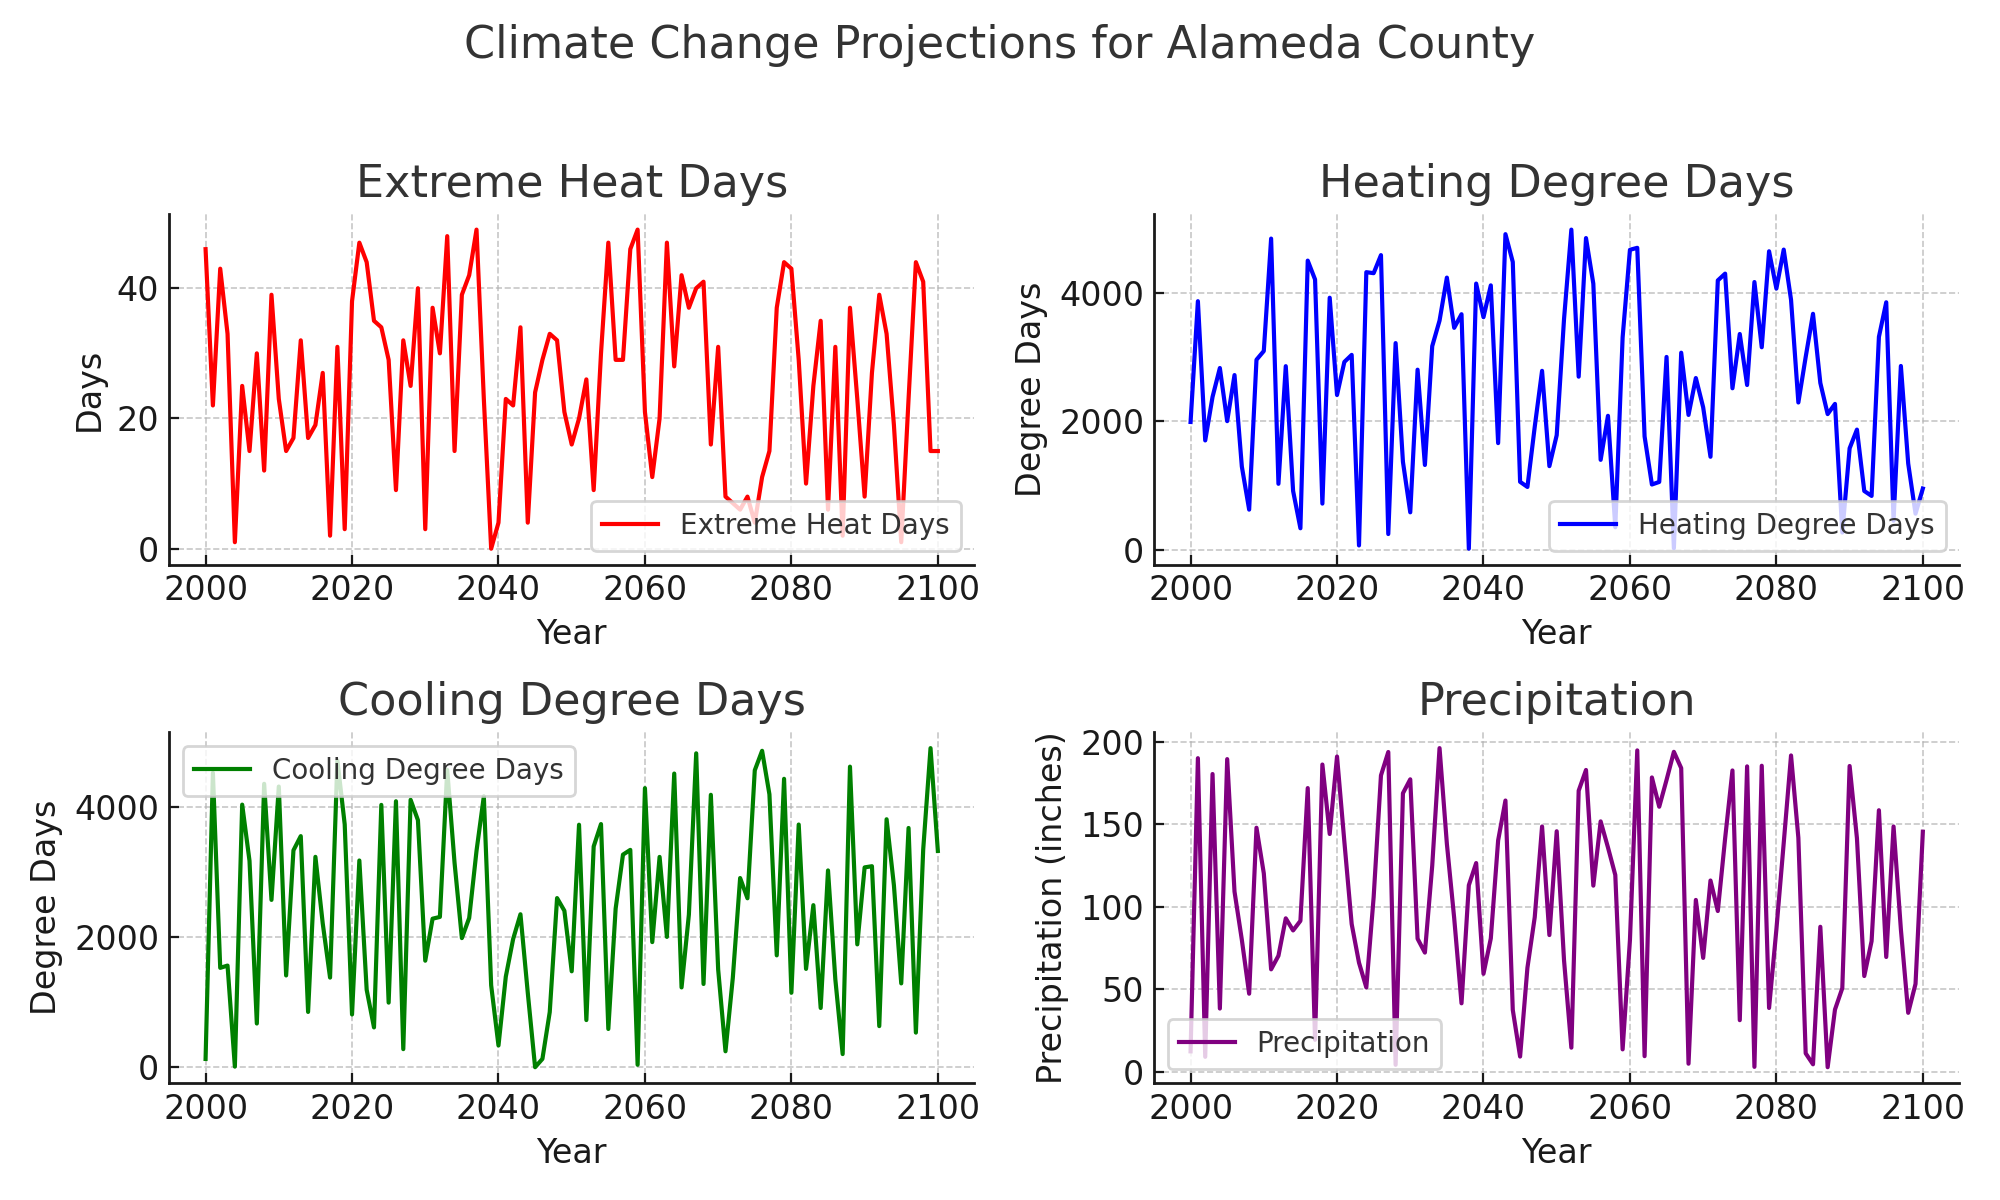 Climate Change Projections for Alameda County
Extreme Heat Days
Days
40
20
0
Extreme Heat Days
2000 2020 2040 2060 2080 2100
Year
Heating Degree Days
Degree Days
4000
2000
0
Heating Degree Days
2000 2020 2040 2060 2080 2100
Year
Cooling Degree Days
Degree Days
Cooling Degree Days
4000
2000
0
2000 2020 2040 2060 2080 2100
Year
Precipitation
Precipitation (inches)
200
150
100
50
0
Precipitation
2000 2020 2040 2060 2080 2100
Year